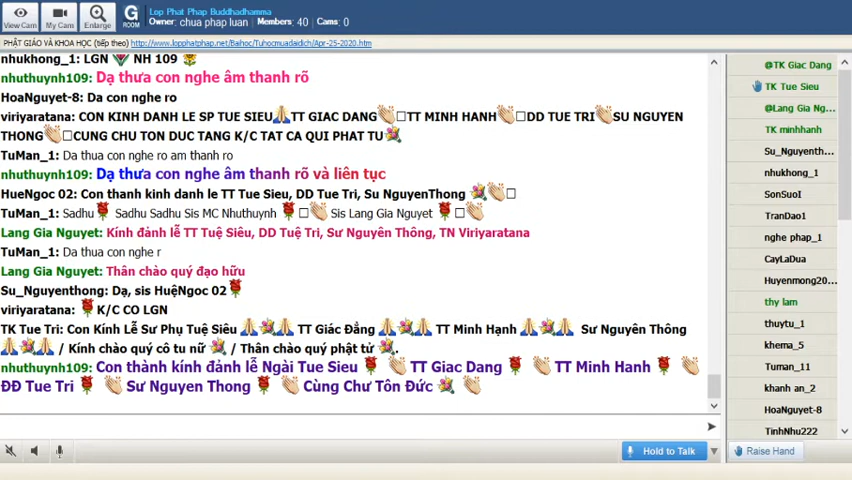 Lop Phat Phap Buddhadhamma
Owner: chua phap luan Members: 40 Cams: 0
View Cam My Cam Enlarge G ROOM
PHẬT GIÁO VÀ KHOA HỌC (tiếp theo) http://www.lopphatphap.net/Baihoc/Tuhocmuadaidich/Apr-25-2020.htm
nhukhong_1: LGN NH 109
nhuthuynh109: Dạ thưa con nghe âm thanh rõ
HoaNguyet-8: Da con nghe ro
viriyaratana: CON KINH DANH LE SP TUE SIEU TT GIAC DANG TT MINH HANH DD TUE TRI SU NGUYEN
THONG CUNG CHU TON DUC TANG K/C TAT CA QUI PHAT TU
TuMan_1: Da thua con nghe ro am thanh ro
nhuthuynh109: Dạ thưa con nghe âm thanh rõ và liên tục
HueNgoc 02: Con thanh kinh danh le TT Tue Sieu, DD Tue Tri, Su NguyenThong
TuMan_1: Sadhu Sadhu Sadhu Sis MC Nhuthuynh Sis Lang Gia Nguyet
Lang Gia Nguyet: Kính đảnh lễ TT Tuệ Siêu, DD Tuệ Tri, Sư Nguyên Thông, TN Viriyaratana
TuMan_1: Da thua con nghe r
Lang Gia Nguyet: Thân chào quý đạo hữu
Su_Nguyenthong: Dạ, sis HuệNgoc 02
viriyaratana: K/C CO LGN
TK Tue Tri: Con Kính Lễ Sư Phụ Tuệ Siêu TT Giác Đẳng TT Minh Hạnh Sư Nguyên Thông
/ Kính chào quý cô tu nữ / Thân chào quý phật tử .
nhuthuynh109: Con thành kính đảnh lễ Ngài Tue Sieu TT Giac Dang TT Minh Hanh
ĐĐ Tue Tri Sư Nguyen Thong Cùng Chư Tôn Đức
@TK Giac Dang
TK Tue Sieu
@Lang Gia Ng...
TK minhhanh
Su_Nguyenth...
nhukhong_1
SonSuoI
TranDao1
nghe phap_1
CayLaDua
Huyenmong20...
thy lam
thuytu_1
khema_5
Tuman_11
khanh an_2
HoaNguyet-8
TinhNhu222
Hold to Talk
Raise Hand